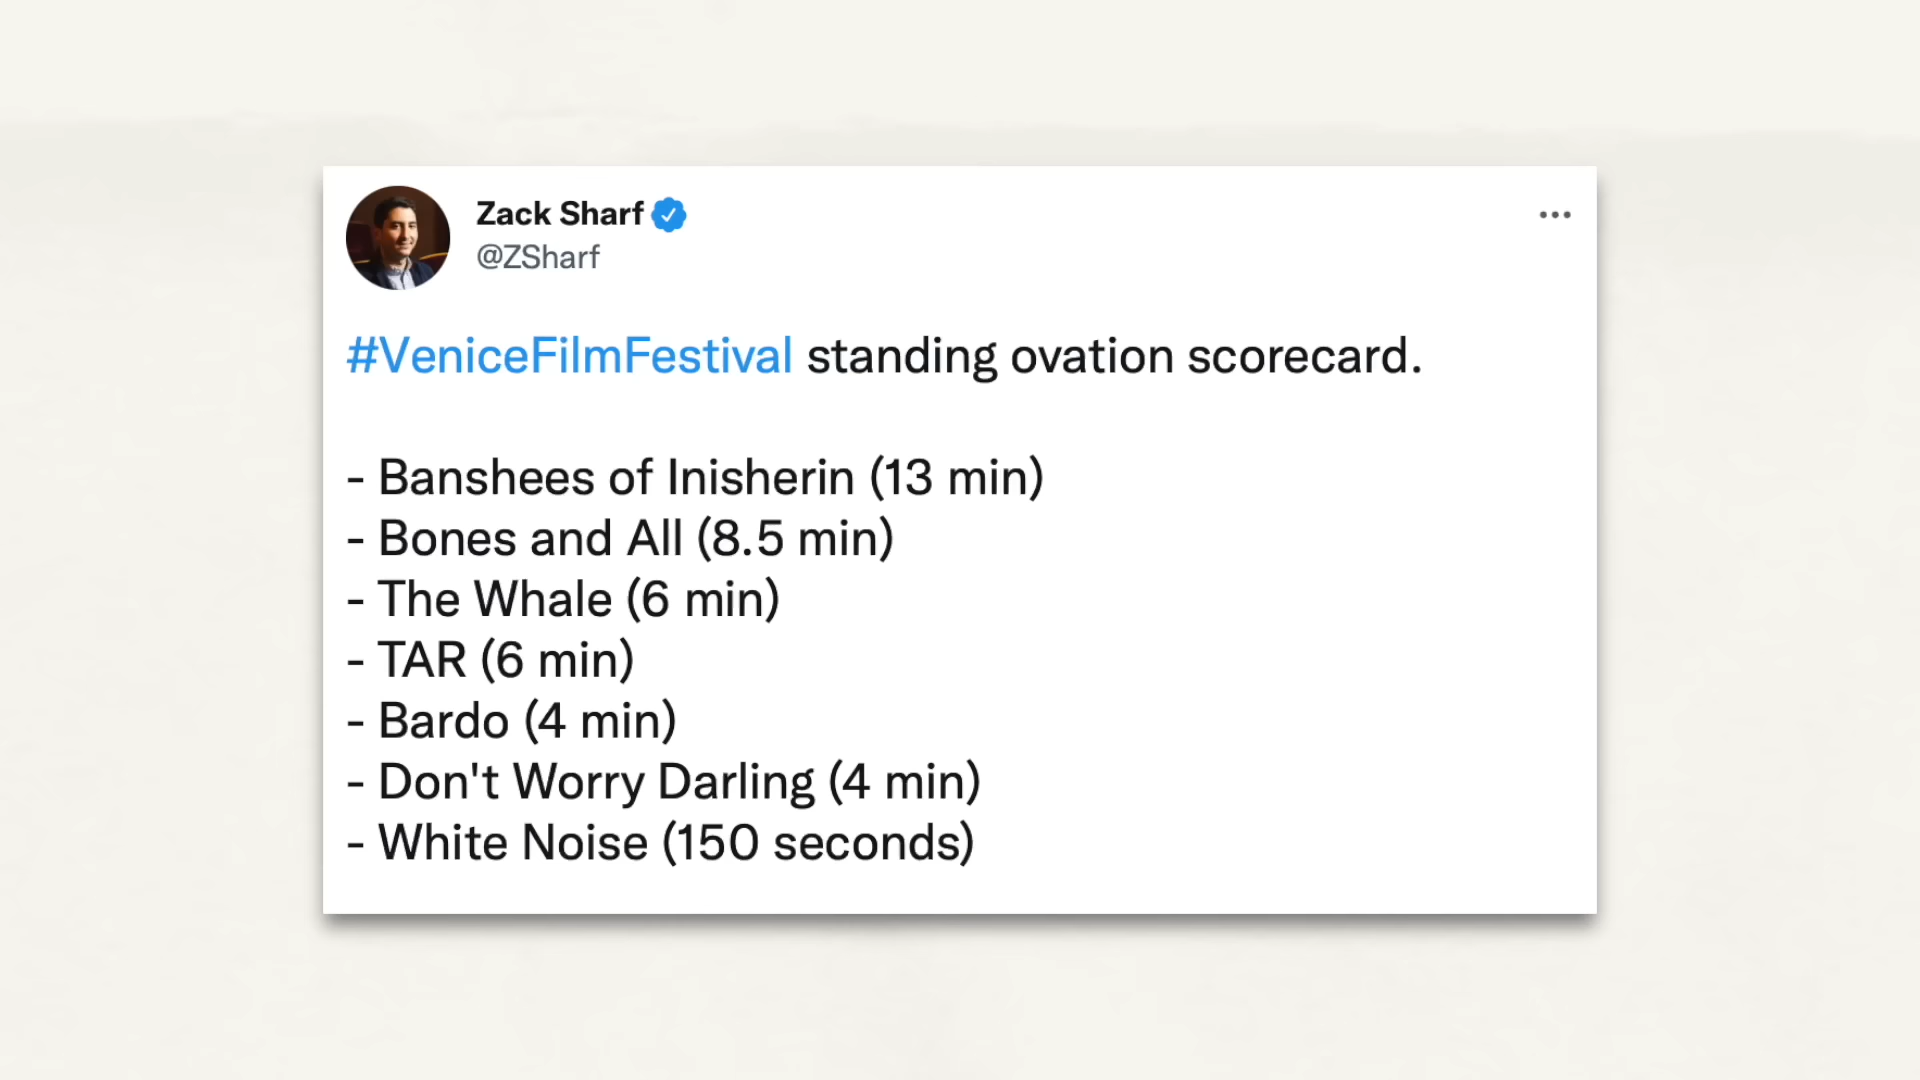 Zack Sharf
@ZSharf
#VeniceFilmFestival standing ovation scorecard.
- Banshees of Inisherin (13 min)
- Bones and All (8.5 min)
- The Whale (6 min)
- TAR (6 min)
- Bardo (4 min)
- Don't Worry Darling (4 min)
- White Noise (150 seconds)